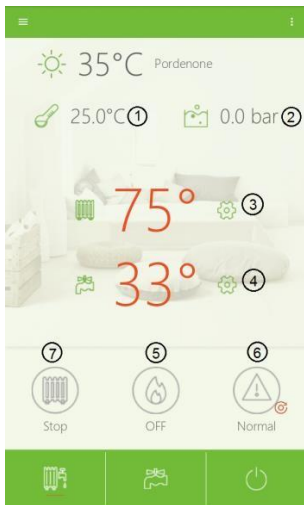 35°C Pordenone
25.0°C ① 0.0 bar ②
75° ③
33° ④
⑦ ⑤ ⑥
Stop OFF Normal